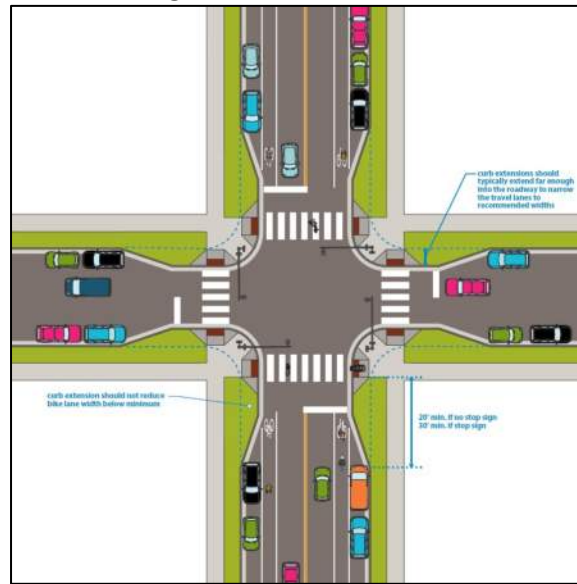 curb extensions should
typically extend far enough
into the roadway to narrow
the travel lanes to
recommended widths
curb extension should not reduce
bike lane width below minimum
20' min. if no stop sign
30' min. if stop sign